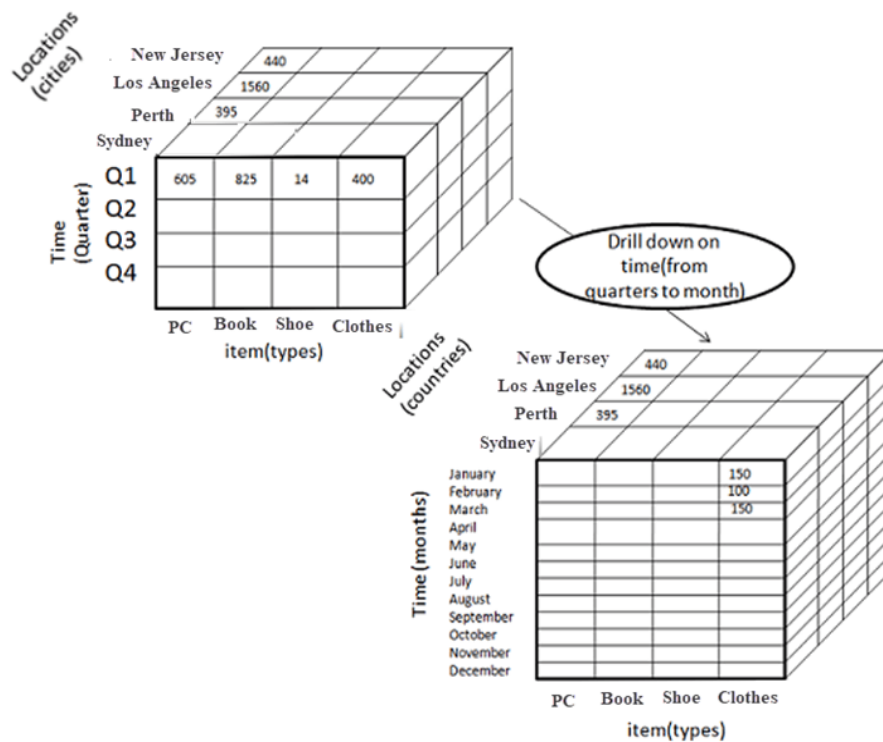 Locations
(cities)
New Jersey
440
Los Angeles
1560
Perth
395
Sydney
Time
(Quarter)
Q1
605 825 14 400
Q2
Q3
Q4
PC Book Shoe Clothes
item(types)
Drill down on
time(from
quarters to month)
Locations
(countries)
New Jersey
440
Los Angeles
1560
Perth
395
Sydney
Time(months)
January 150
February 100
March 150
April
May
June
July
August
September
October
November
December
PC Book Shoe Clothes
item(types)